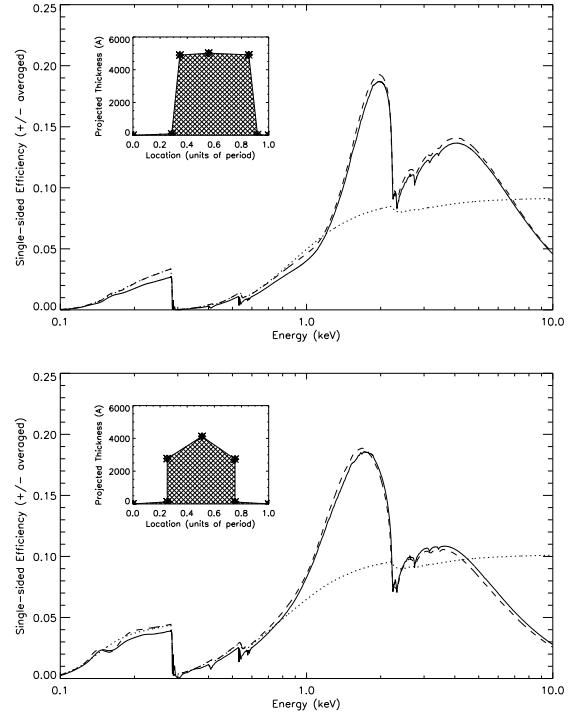 0.25
0.20
0.15
0.10
0.05
0.00
Single-sided Efficiency (+/- averaged)
6000
4000
2000
0
Projected Thickness (A)
0.0 0.2 0.4 0.6 0.8 1.0
Location (units of period)
0.1 1.0 10.0
Energy (keV)
0.25
0.20
0.15
0.10
0.05
0.00
Single-sided Efficiency (+/- averaged)
6000
4000
2000
0
Projected Thickness (A)
0.0 0.2 0.4 0.6 0.8 1.0
Location (units of period)
0.1 1.0 10.0
Energy (keV)